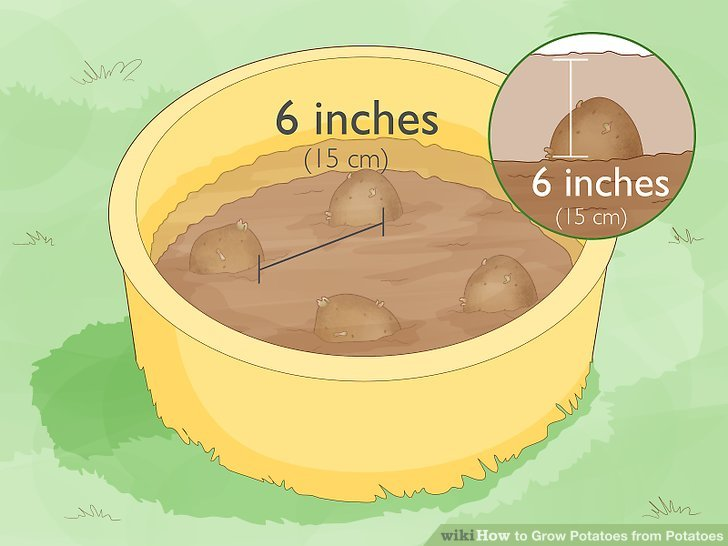 6 inches
(15 cm)
6 inches
(15 cm)
wikiHow to Grow Potatoes from Potatoes